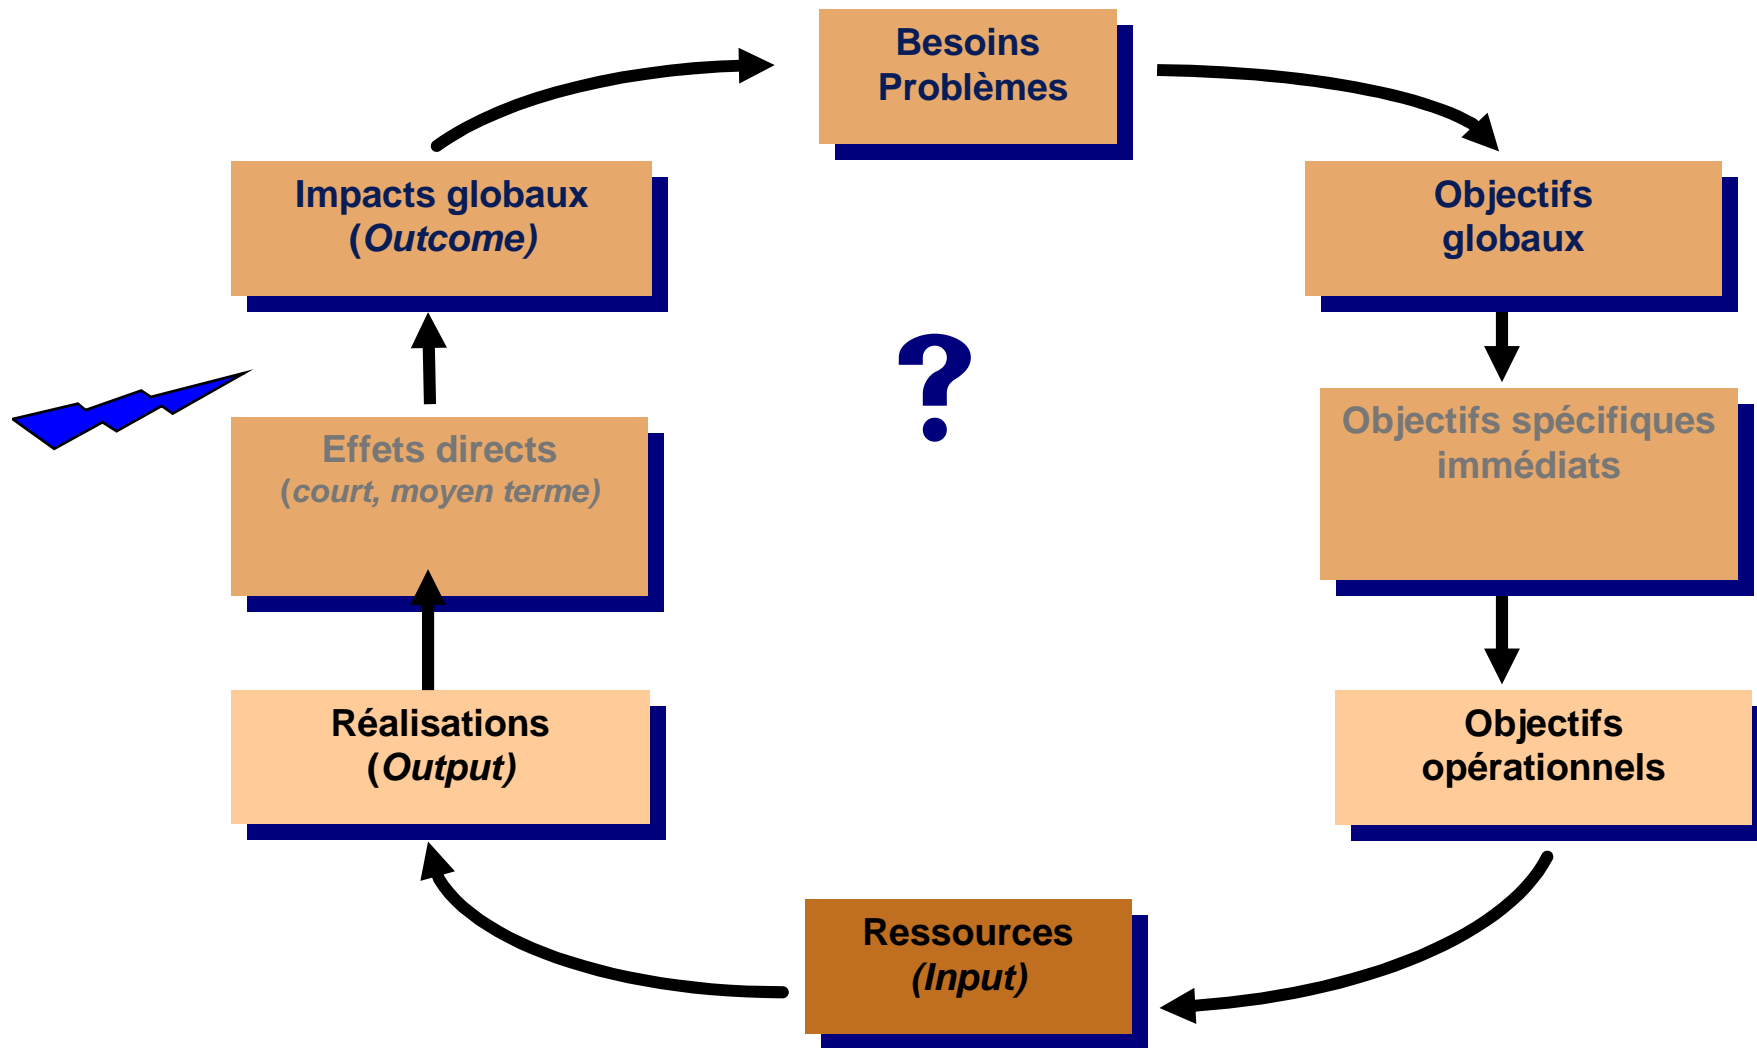 Besoins
Problèmes
Impacts globaux
(Outcome)
Objectifs
globaux
?
Effets directs
(court, moyen terme)
Objectifs spécifiques
immédiats
Réalisations
(Output)
Objectifs
opérationnels
Ressources
(Input)